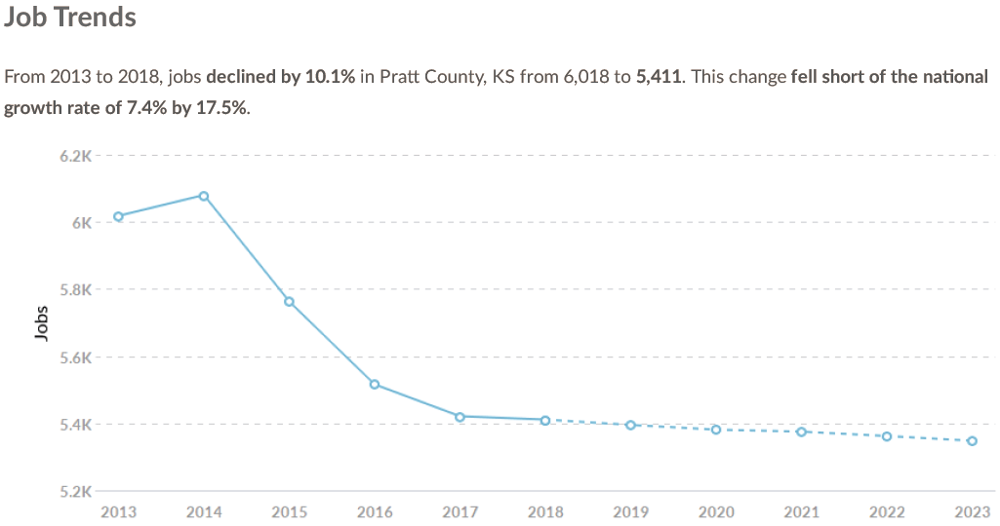 Job Trends
From 2013 to 2018, jobs declined by 10.1% in Pratt County, KS from 6,018 to 5,411. This change fell short of the national
growth rate of 7.4% by 17.5%.
6.2K
6K
5.8K
Jobs
5.6K
5.4K
5.2K
2013 2014 2015 2016 2017 2018 2019 2020 2021 2022 2023